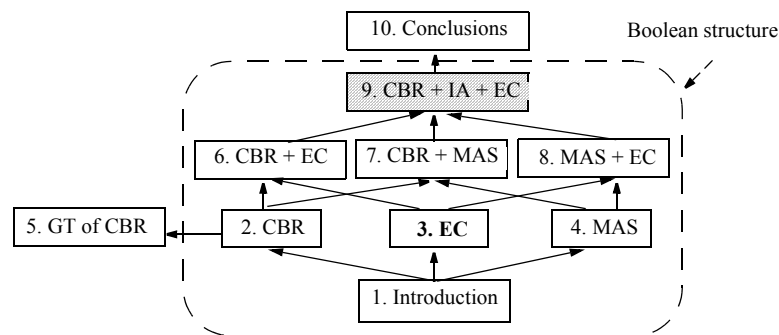 10. Conclusions
Boolean structure
9. CBR + IA + EC
6. CBR + EC
7. CBR + MAS
8. MAS + EC
5. GT of CBR
2. CBR
3. EC
4. MAS
1. Introduction